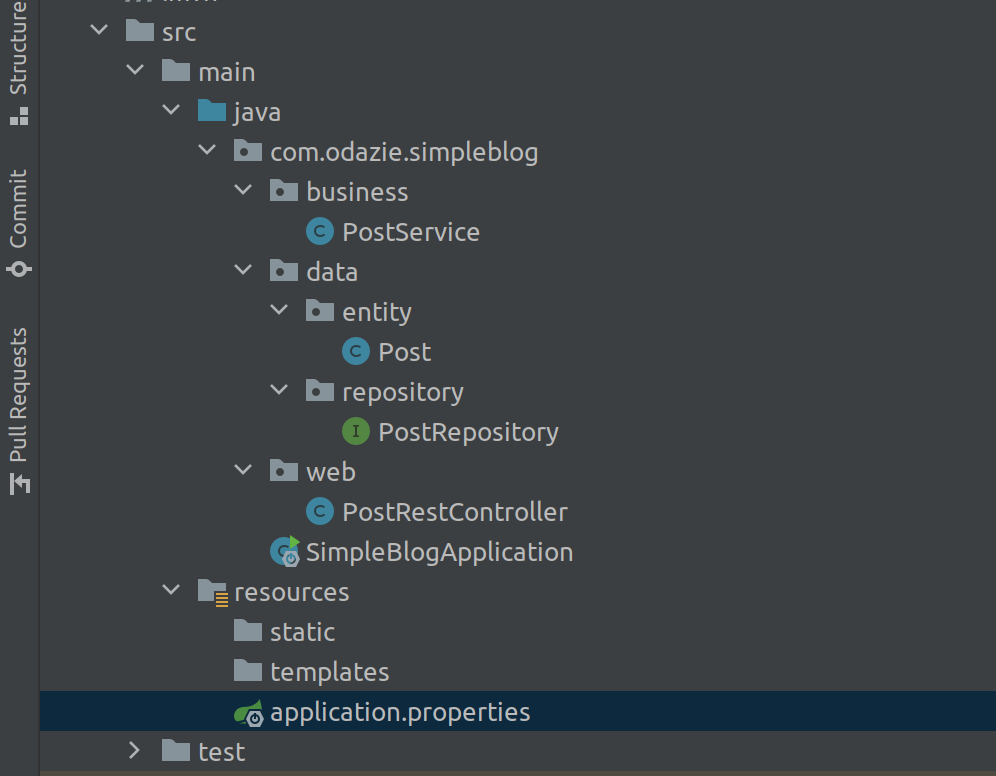 src
main
java
com.odazie.simpleblog
business
C PostService
data
entity
C Post
repository
I PostRepository
web
C PostRestController
C SimpleBlogApplication
resources
static
templates
application.properties
test
Structure
Commit
Pull Requests